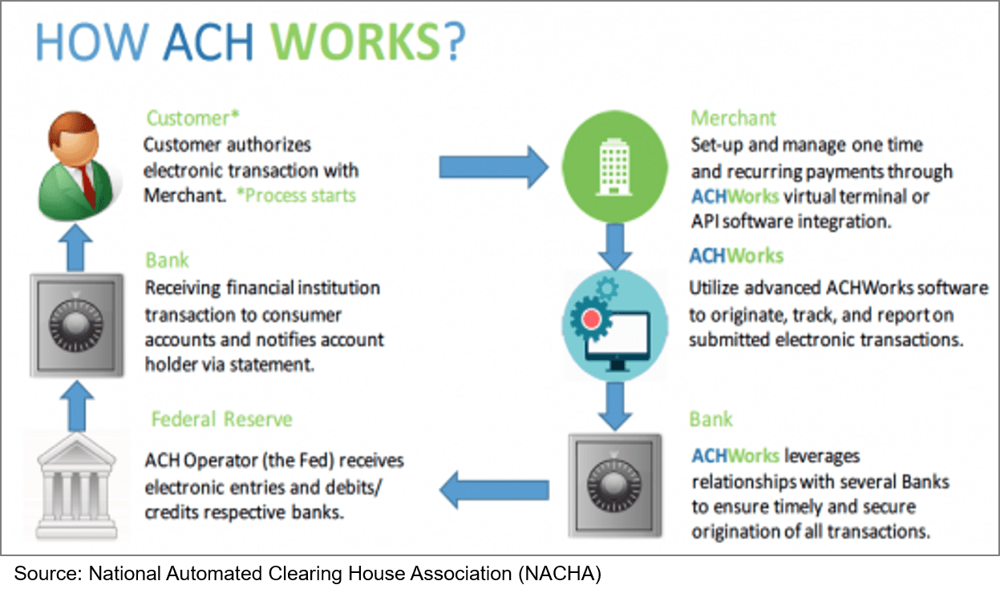 HOW ACH WORKS?
Customer*
Customer authorizes
electronic transaction with
Merchant. *Process starts
Merchant
Set-up and manage one time
and recurring payments through
ACHWorks virtual terminal or
API software integration.
ACHWorks
Utilize advanced ACHWorks software
to originate, track, and report on
submitted electronic transactions.
Bank
ACHWorks leverages
relationships with several Banks
to ensure timely and secure
origination of all transactions.
Federal Reserve
ACH Operator (the Fed) receives
electronic entries and debits/
credits respective banks.
Bank
Receiving financial institution
transaction to consumer
accounts and notifies account
holder via statement.
Source: National Automated Clearing House Association (NACHA)